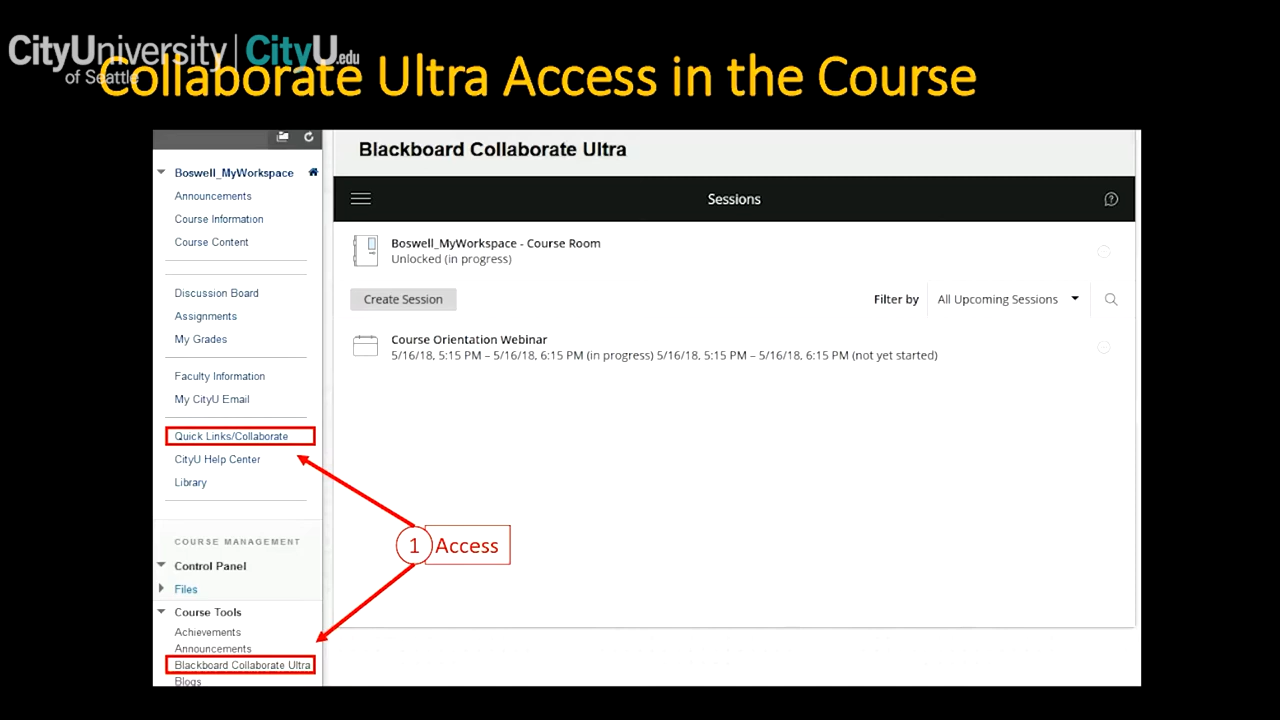 CityUniversity | CityU.edu
of Seattle
Collaborate Ultra Access in the Course
Blackboard Collaborate Ultra
Boswell_MyWorkspace
Announcements
Course Information
Course Content
Discussion Board
Assignments
My Grades
Faculty Information
My CityU Email
Quick Links/Collaborate
CityU Help Center
Library
COURSE MANAGEMENT
Control Panel
Files
Course Tools
Achievements
Announcements
Blackboard Collaborate Ultra
Blogs
Sessions
Boswell_MyWorkspace - Course Room
Unlocked (in progress)
Create Session
Filter by
All Upcoming Sessions
Course Orientation Webinar
5/16/18, 5:15 PM – 5/16/18, 6:15 PM (in progress) 5/16/18, 5:15 PM – 5/16/18, 6:15 PM (not yet started)
1 Access